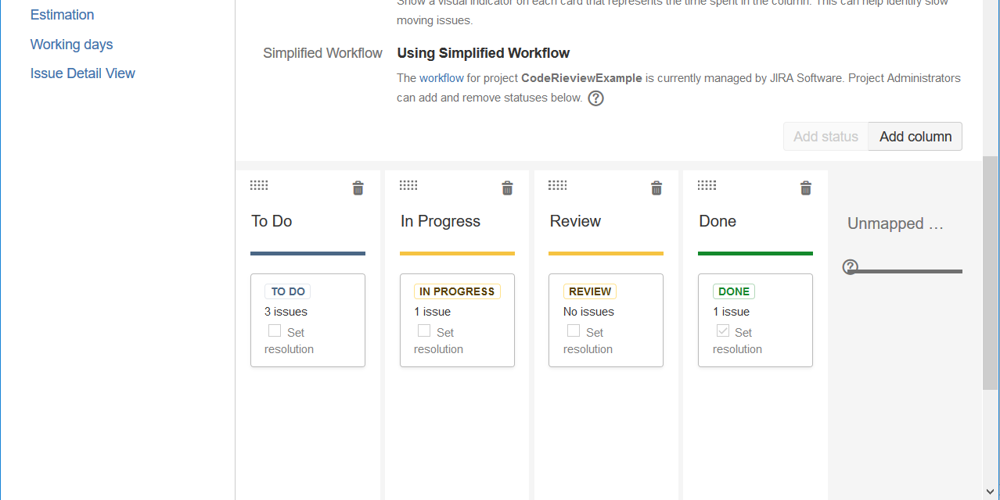 Estimation
Working days
Issue Detail View
Show a visual indicator on each card that represents the time spent in the column. This can help identify slow
moving issues.
Simplified Workflow
Using Simplified Workflow
The workflow for project CodeRieviewExample is currently managed by JIRA Software. Project Administrators
can add and remove statuses below. ?
Add status
Add column
To Do
In Progress
Review
Done
Unmapped ...
?
TO DO
3 issues
Set
resolution
IN PROGRESS
1 issue
Set
resolution
REVIEW
No issues
Set
resolution
DONE
1 issue
Set
resolution